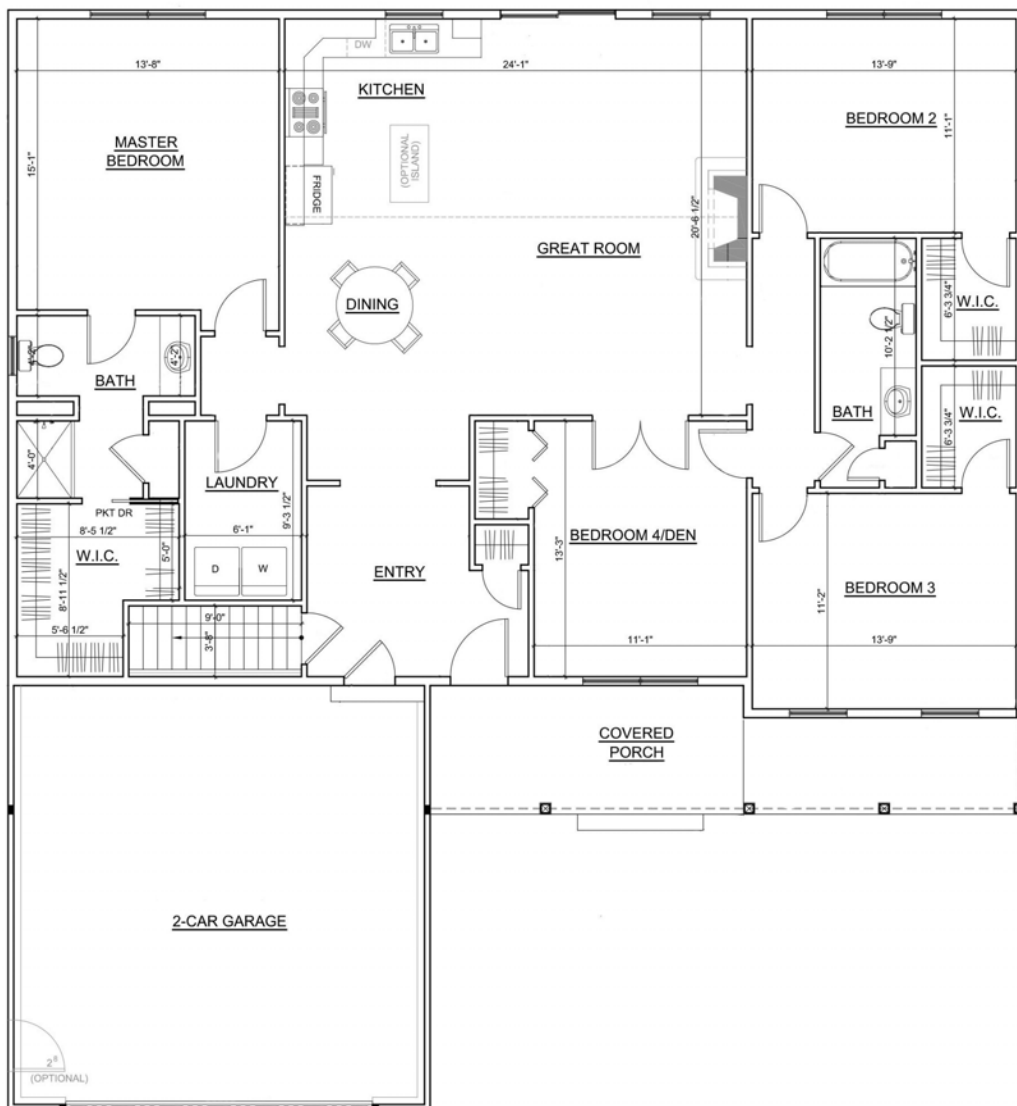 DW
13'-8"
24'-1"
13'-9"
KITCHEN
MASTER
BEDROOM
BEDROOM 2
11'-1"
15'-1"
(OPTIONAL
ISLAND)
FRIDGE
20'-6 1/2"
GREAT ROOM
DINING
6'-3 3/4"
W.I.C.
10'-2 1/2"
4'-2"
4'-2"
BATH
BATH
W.I.C.
6'-3 3/4"
4'-0"
LAUNDRY
9'-3 1/2"
PKT DR
8'-5 1/2"
6'-1"
W.I.C.
5'-0"
8'-11 1/2"
D
W
ENTRY
BEDROOM 4/DEN
13'-3"
BEDROOM 3
11'-2"
9'-0"
3'-8"
5'-6 1/2"
11'-1"
13'-9"
COVERED
PORCH
2-CAR GARAGE
2⁸
(OPTIONAL)